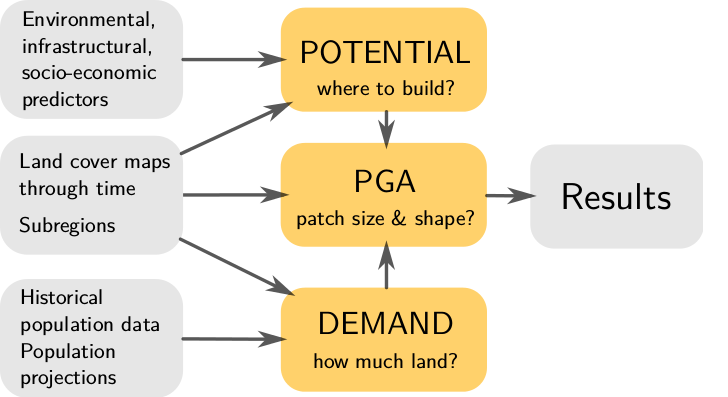 Environmental,
infrastructural,
socio-economic
predictors
POTENTIAL
where to build?
Land cover maps
through time
Subregions
PGA
patch size & shape?
Results
Historical
population data
Population
projections
DEMAND
how much land?